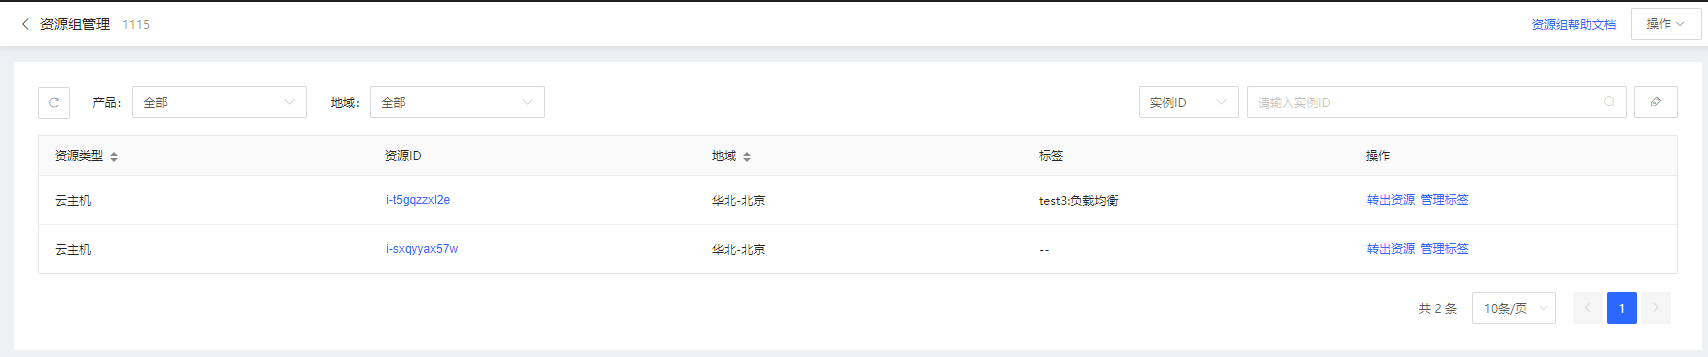 资源组管理 1115 资源组帮助文档 操作
产品： 全部 地域： 全部 实例ID 请输入实例ID
资源类型 资源ID 地域 标签 操作
云主机 i-t5gqzzxl2e 华北-北京 test3:负载均衡 转出资源 管理标签
云主机 i-sxqyyax57w 华北-北京 -- 转出资源 管理标签
共 2 条 10条/页 1